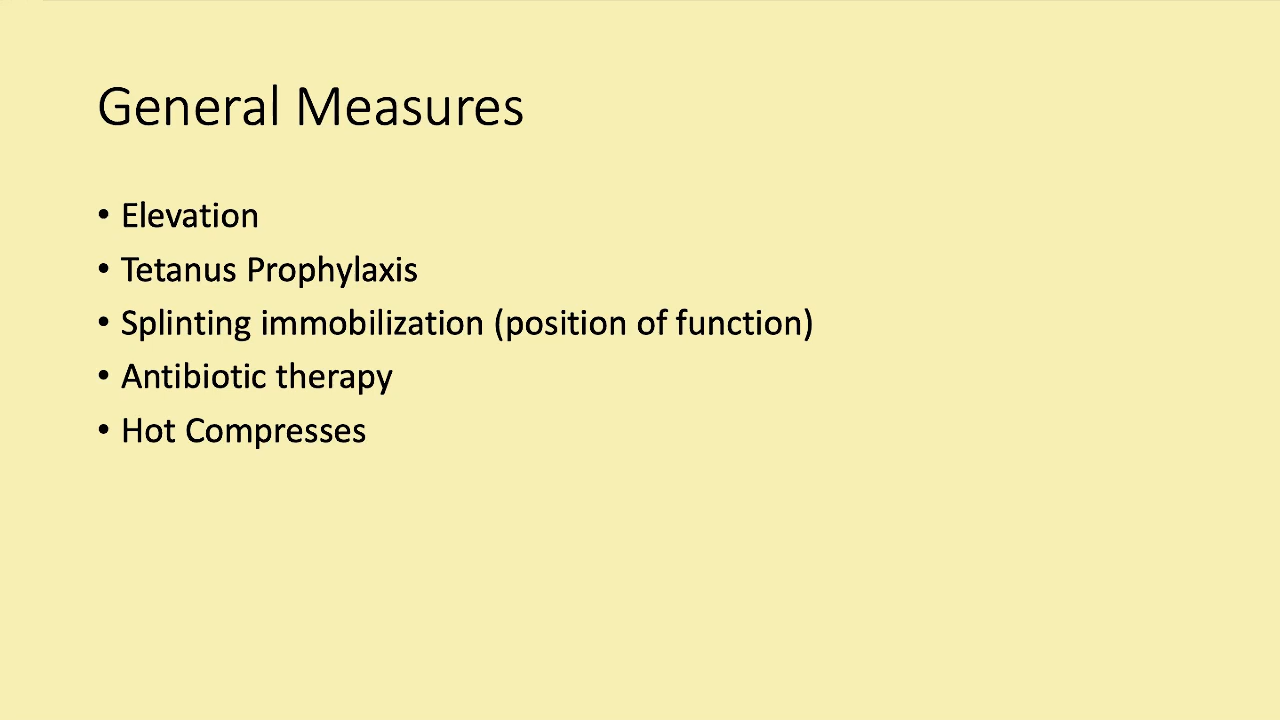 General Measures
• Elevation
• Tetanus Prophylaxis
• Splinting immobilization (position of function)
• Antibiotic therapy
• Hot Compresses